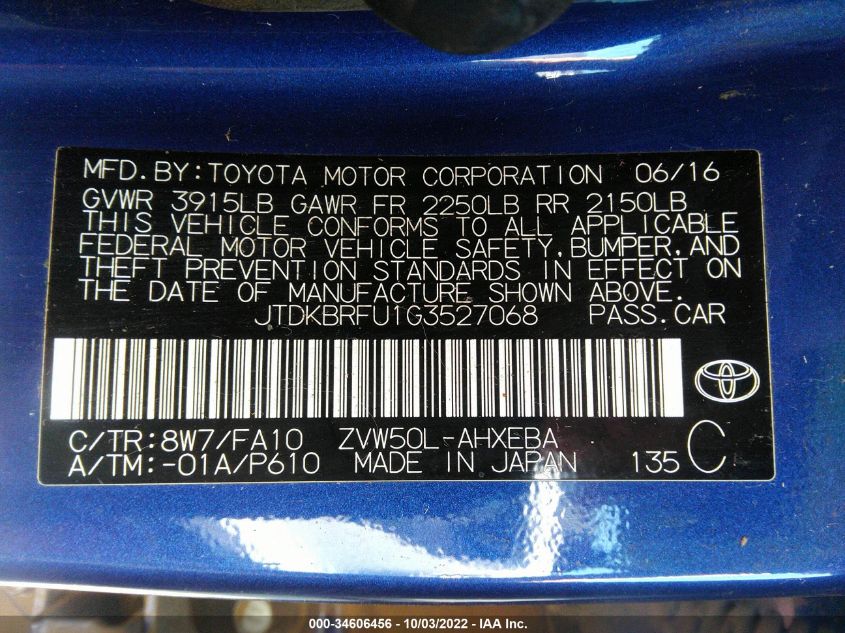 MFD.BY:TOYOTA MOTOR CORPORATION 06/16
GVWR 3915LB GAWR FR 2250LB RR 2150LB
THIS VEHICLE CONFORMS TO ALL APPLICABLE
FEDERAL MOTOR VEHICLE SAFETY,BUMPER,AND
THEFT PREVENTION STANDARDS IN EFFECT ON
THE DATE OF MANUFACTURE SHOWN ABOVE.
JTDKBRFU1G3527068 PASS.CAR
C/TR:8W7/FA10 ZVW50L-AHXEBA
A/TM:-01A/P610 MADE IN JAPAN 135 C
000-34606456 - 10/03/2022 - IAA Inc.